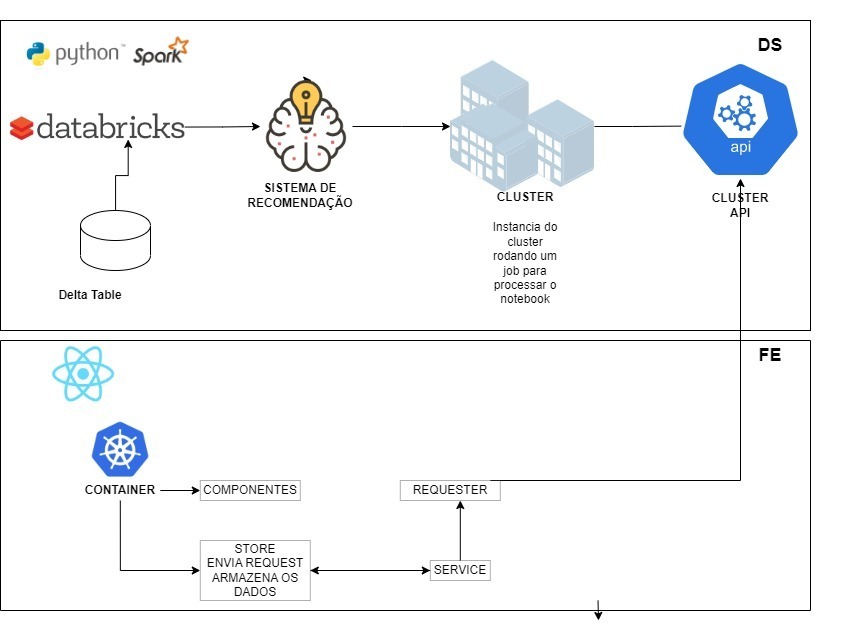 DS
python™
Spark
databricks
api
SISTEMA DE
RECOMENDAÇÃO
CLUSTER
CLUSTER
API
Instancia do
cluster
rodando um
job para
processar o
notebook
Delta Table
FE
CONTAINER
COMPONENTES
REQUESTER
STORE
ENVIA REQUEST
ARMAZENA OS
DADOS
SERVICE